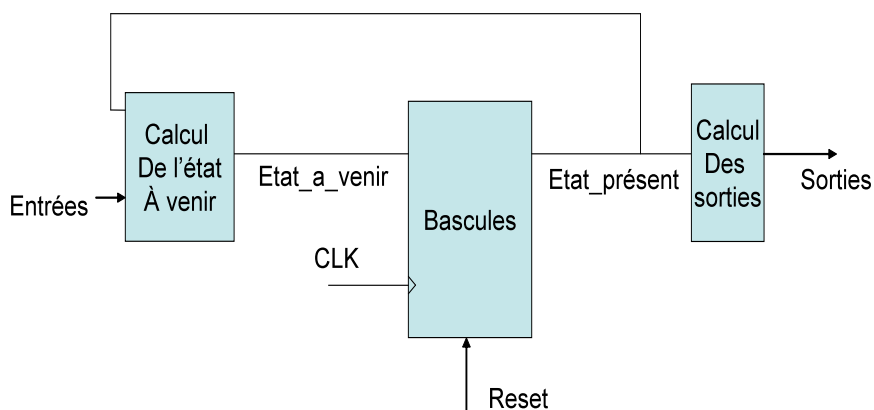 Calcul
De l'état
À venir
Entrées
Etat_a_venir
CLK
Bascules
Reset
Etat_présent
Calcul
Des
sorties
Sorties